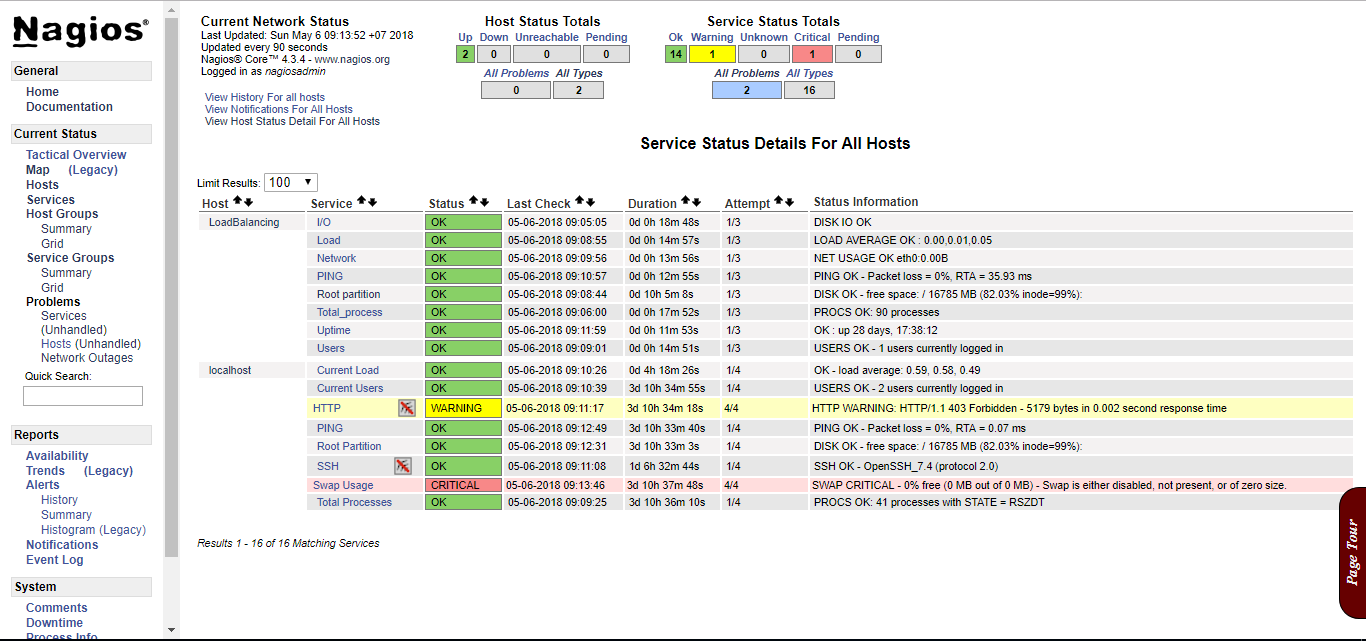 Nagios®
General
Home
Documentation
Current Status
Tactical Overview
Map (Legacy)
Hosts
Services
Host Groups
Summary
Grid
Service Groups
Summary
Grid
Problems
Services
(Unhandled)
Hosts (Unhandled)
Network Outages
Quick Search:
Reports
Availability
Trends (Legacy)
Alerts
History
Summary
Histogram (Legacy)
Notifications
Event Log
System
Comments
Downtime
Process Info
Current Network Status
Last Updated: Sun May 6 09:13:52 +07 2018
Updated every 90 seconds
Nagios® Core™ 4.3.4 - www.nagios.org
Logged in as nagiosadmin
View History For all hosts
View Notifications For All Hosts
View Host Status Detail For All Hosts
Host Status Totals
Up Down Unreachable Pending
2 0 0 0
All Problems All Types
0 2
Service Status Totals
Ok Warning Unknown Critical Pending
14 1 0 1 0
All Problems All Types
2 16
Service Status Details For All Hosts
Limit Results: 100
Host Service Status Last Check Duration Attempt Status Information
LoadBalancing I/O OK 05-06-2018 09:05:05 0d 0h 18m 48s 1/3 DISK IO OK
Load OK 05-06-2018 09:08:55 0d 0h 14m 57s 1/3 LOAD AVERAGE OK : 0.00,0.01,0.05
Network OK 05-06-2018 09:09:56 0d 0h 13m 56s 1/3 NET USAGE OK eth0:0.00B
PING OK 05-06-2018 09:10:57 0d 0h 12m 55s 1/3 PING OK - Packet loss = 0%, RTA = 35.93 ms
Root partition OK 05-06-2018 09:08:44 0d 10h 5m 8s 1/3 DISK OK - free space: / 16785 MB (82.03% inode=99%):
Total_process OK 05-06-2018 09:06:00 0d 0h 17m 52s 1/3 PROCS OK: 90 processes
Uptime OK 05-06-2018 09:11:59 0d 0h 11m 53s 1/3 OK : up 28 days, 17:38:12
Users OK 05-06-2018 09:09:01 0d 0h 14m 51s 1/3 USERS OK - 1 users currently logged in
localhost Current Load OK 05-06-2018 09:10:26 0d 4h 18m 26s 1/4 OK - load average: 0.59, 0.58, 0.49
Current Users OK 05-06-2018 09:10:39 3d 10h 34m 55s 1/4 USERS OK - 2 users currently logged in
HTTP WARNING 05-06-2018 09:11:17 3d 10h 34m 18s 4/4 HTTP WARNING: HTTP/1.1 403 Forbidden - 5179 bytes in 0.002 second response time
PING OK 05-06-2018 09:12:49 3d 10h 33m 40s 1/4 PING OK - Packet loss = 0%, RTA = 0.07 ms
Root Partition OK 05-06-2018 09:12:31 3d 10h 33m 3s 1/4 DISK OK - free space: / 16785 MB (82.03% inode=99%):
SSH OK 05-06-2018 09:11:08 1d 6h 32m 44s 1/4 SSH OK - OpenSSH_7.4 (protocol 2.0)
Swap Usage CRITICAL 05-06-2018 09:13:46 3d 10h 37m 48s 4/4 SWAP CRITICAL - 0% free (0 MB out of 0 MB) - Swap is either disabled, not present, or of zero size.
Total Processes OK 05-06-2018 09:09:25 3d 10h 36m 10s 1/4 PROCS OK: 41 processes with STATE = RSZDT
Results 1 - 16 of 16 Matching Services
Page Tour